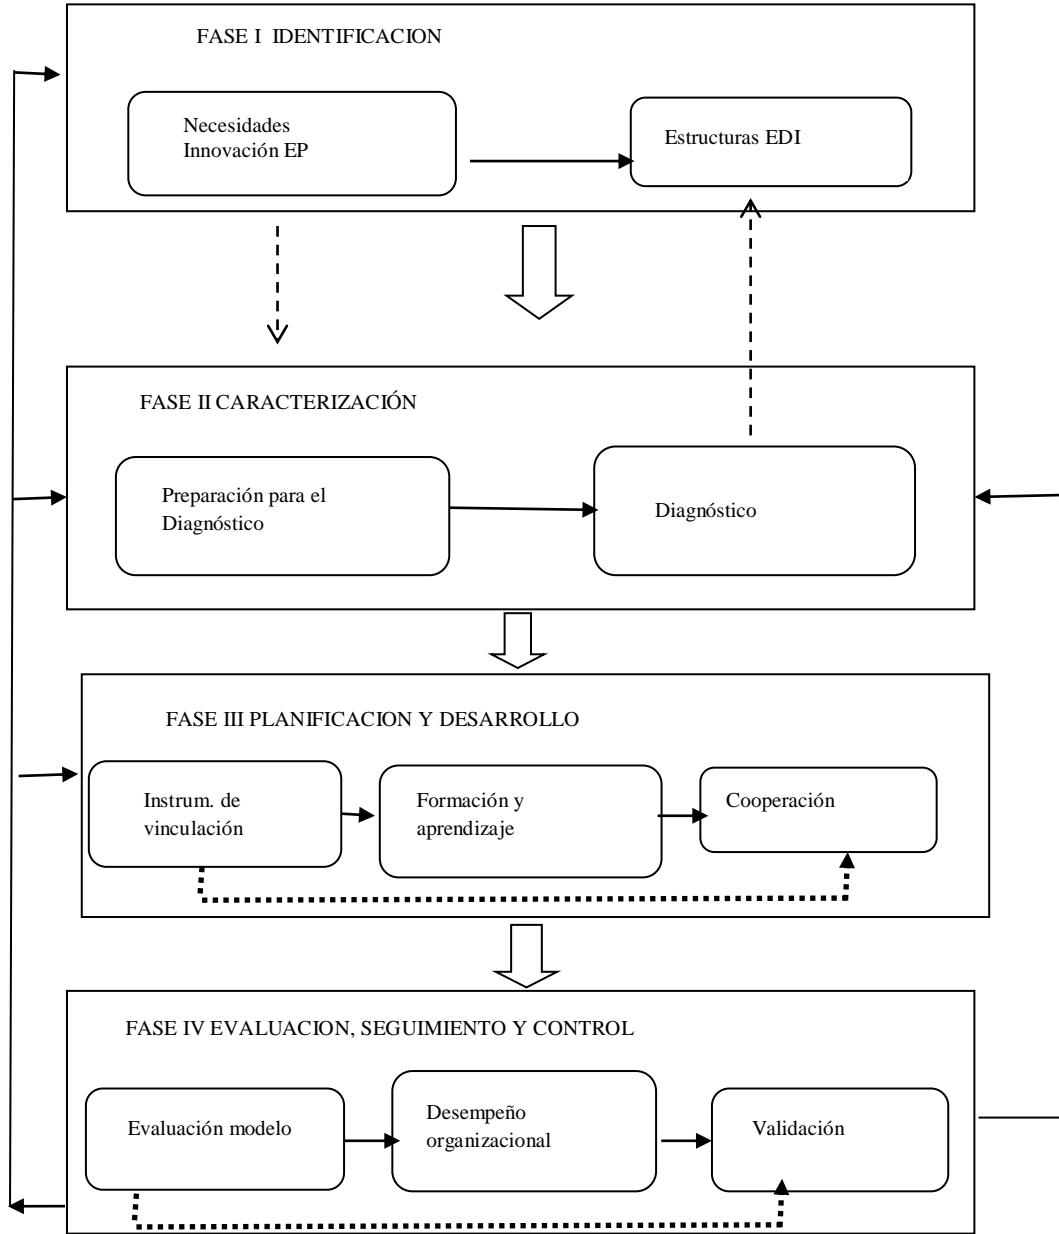 FASE I  IDENTIFICACION
Necesidades
Innovación EP
Estructuras EDI
FASE II CARACTERIZACIÓN
Preparación para el
Diagnóstico
Diagnóstico
FASE III PLANIFICACION Y DESARROLLO
Instrum. de
vinculación
Formación y
aprendizaje
Cooperación
FASE IV EVALUACION, SEGUIMIENTO Y CONTROL
Evaluación modelo
Desempeño
organizacional
Validación